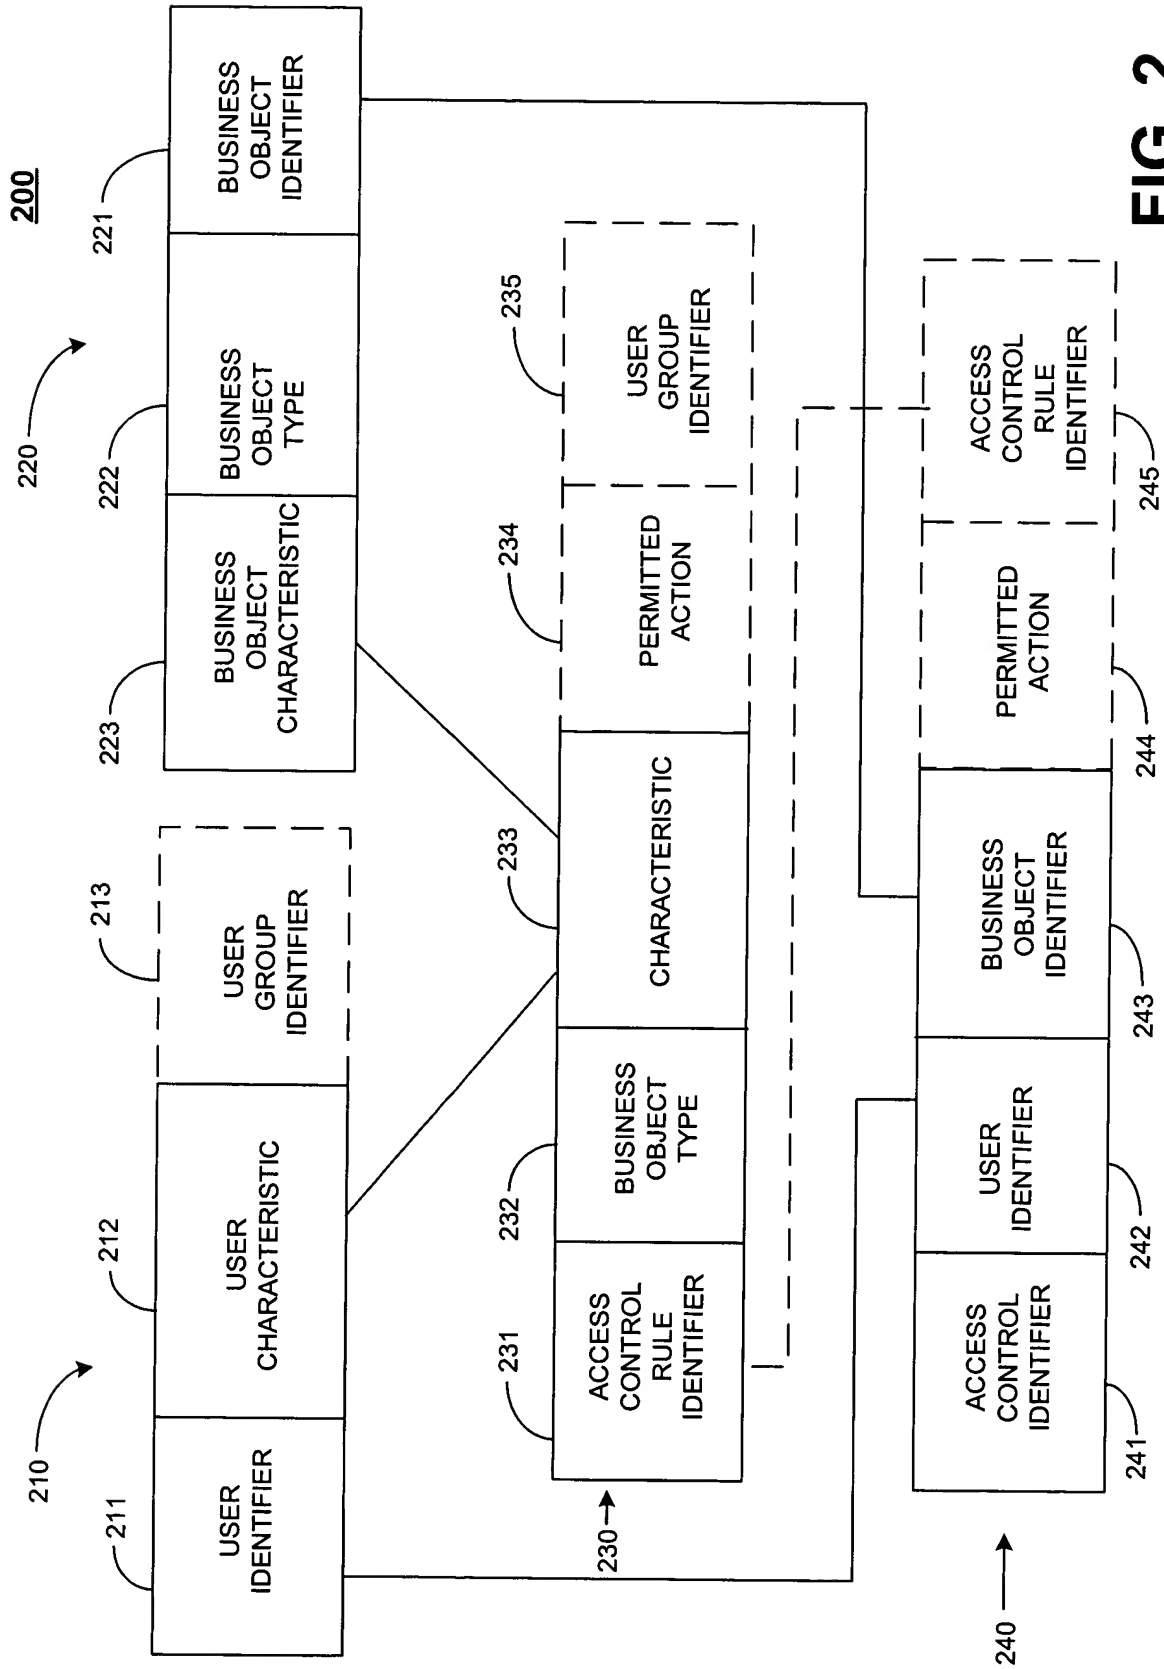 200
210
220
211
212
213
223
222
221
USER
IDENTIFIER
USER
CHARACTERISTIC
USER
GROUP
IDENTIFIER
BUSINESS
OBJECT
CHARACTERISTIC
BUSINESS
OBJECT
TYPE
BUSINESS
OBJECT
IDENTIFIER
230
231
232
233
234
235
ACCESS
CONTROL
RULE
IDENTIFIER
BUSINESS
OBJECT
TYPE
CHARACTERISTIC
PERMITTED
ACTION
USER
GROUP
IDENTIFIER
240
ACCESS
CONTROL
IDENTIFIER
USER
IDENTIFIER
BUSINESS
OBJECT
IDENTIFIER
PERMITTED
ACTION
ACCESS
CONTROL
RULE
IDENTIFIER
241
242
243
244
245
FIG. 2